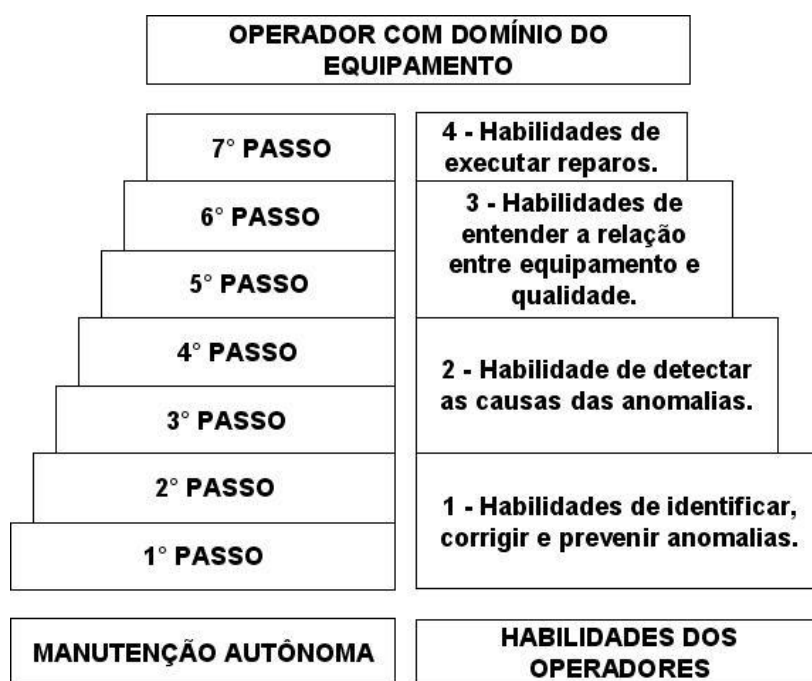 OPERADOR COM DOMÍNIO DO
EQUIPAMENTO
7° PASSO
6° PASSO
5° PASSO
4° PASSO
3° PASSO
2° PASSO
1° PASSO
4 - Habilidades de
executar reparos.
3 - Habilidades de
entender a relação
entre equipamento e
qualidade.
2 - Habilidade de detectar
as causas das anomalias.
1 - Habilidades de identificar,
corrigir e prevenir anomalias.
MANUTENÇÃO AUTÔNOMA
HABILIDADES DOS
OPERADORES